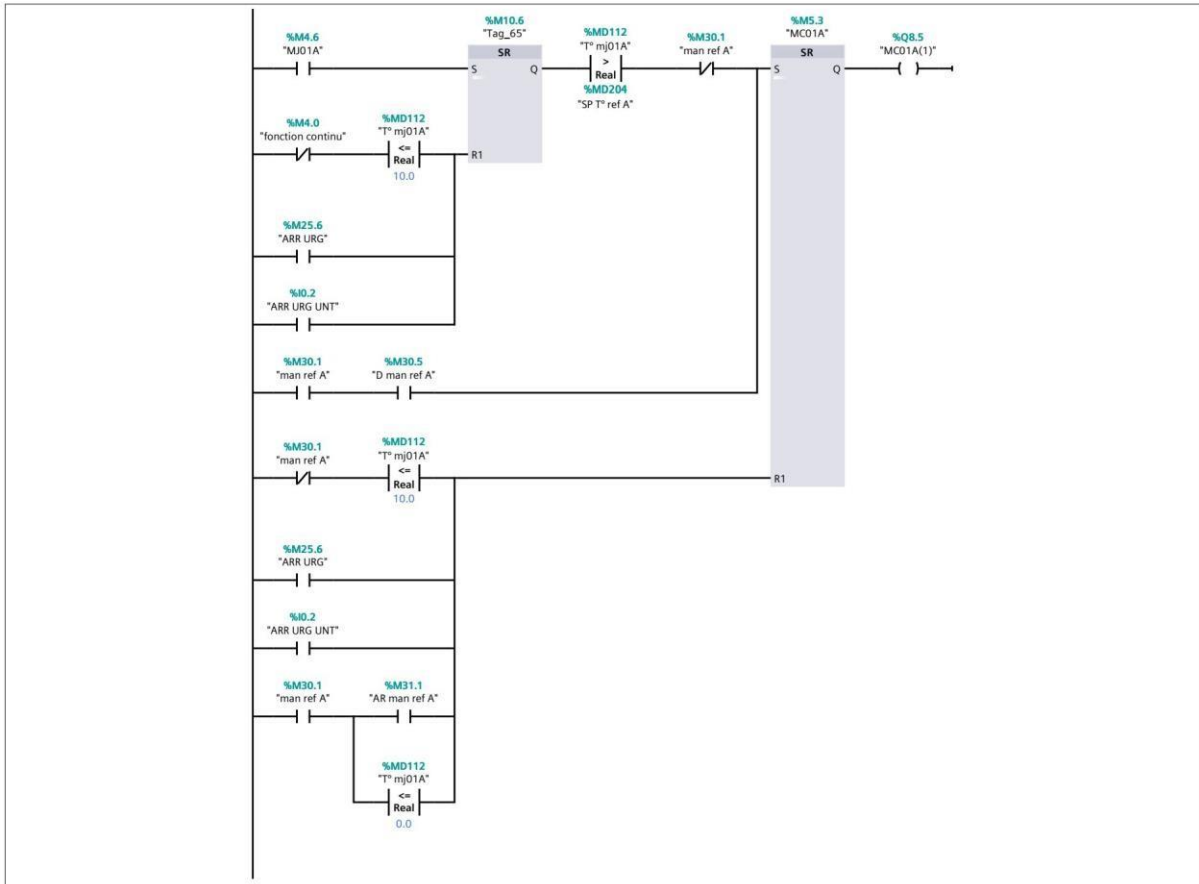 %M4.6
"MJ01A"
%M10.6
"Tag_65"
SR
S
Q
%MD112
"T° mj01A"
>
Real
%MD204
"SP T° ref A"
%M30.1
"man ref A"
%M5.3
"MC01A"
SR
S
Q
%Q8.5
"MC01A(1)"
%M4.0
"fonction continu"
%MD112
"T° mj01A"
<=
Real
10.0
R1
%M25.6
"ARR URG"
%I0.2
"ARR URG UNT"
%M30.1
"man ref A"
%M30.5
"D man ref A"
%M30.1
"man ref A"
%MD112
"T° mj01A"
<=
Real
10.0
R1
%M25.6
"ARR URG"
%I0.2
"ARR URG UNT"
%M30.1
"man ref A"
%M31.1
"AR man ref A"
%MD112
"T° mj01A"
<=
Real
0.0